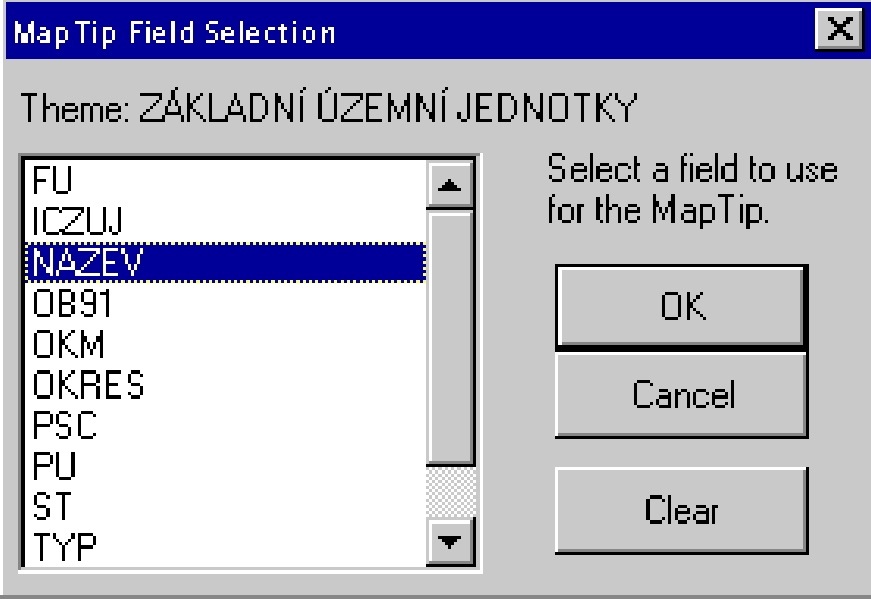 MapTip Field Selection
Theme: ZÁKLADNÍ ÚZEMNÍ JEDNOTKY
FU
ICZUJ
NAZEV
OB91
OKM
OKRES
PSC
PU
ST
TYP
Select a field to use
for the MapTip.
OK
Cancel
Clear